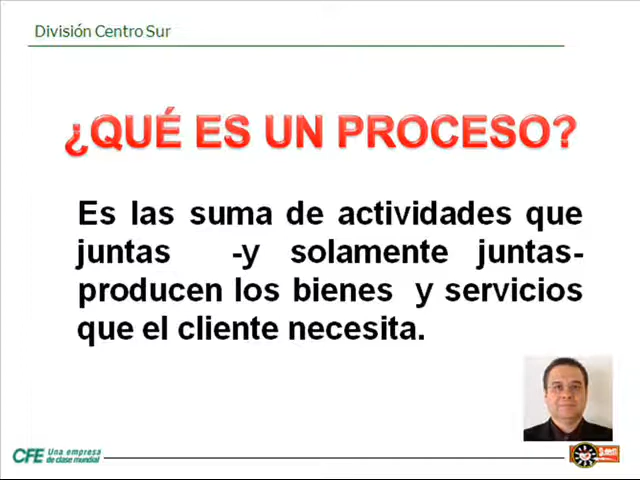 División Centro Sur
¿QUÉ ES UN PROCESO?
Es las suma de actividades que
juntas -y solamente juntas-
producen los bienes y servicios
que el cliente necesita.
CFE Una empresa
de clase mundial